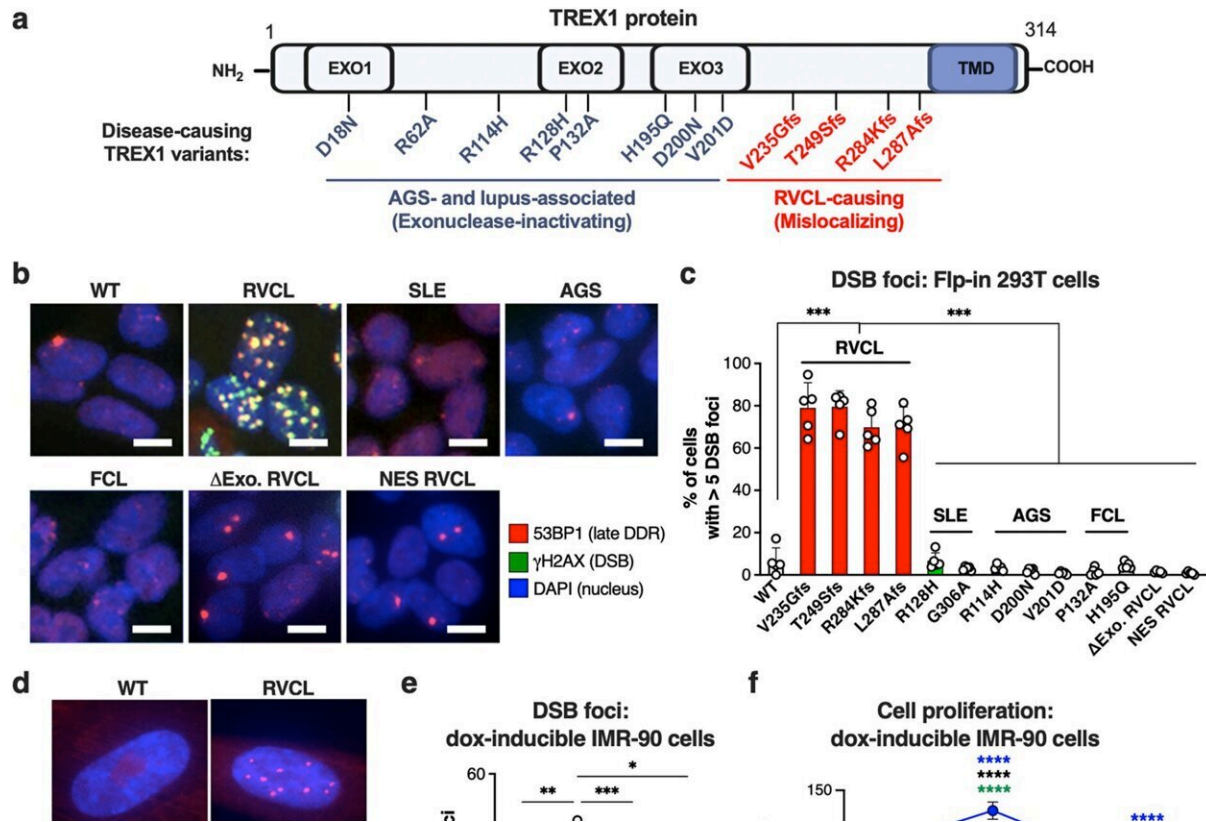 a
TREX1 protein
1
314
NH2
EXO1
EXO2
EXO3
TMD
COOH
Disease-causing
TREX1 variants:
D18N
R62A
R114H
R128H
P132A
H195Q
D200N
V201D
V235Gfs
T249Sfs
R284Kfs
L287Afs
AGS- and lupus-associated
(Exonuclease-inactivating)
RVCL-causing
(Mislocalizing)
b
WT
RVCL
SLE
AGS
FCL
ΔExo. RVCL
NES RVCL
53BP1 (late DDR)
γH2AX (DSB)
DAPI (nucleus)
c
DSB foci: Flp-in 293T cells
***
***
RVCL
% of cells
with > 5 DSB foci
100
80
60
40
20
0
SLE
AGS
FCL
WT
V235Gfs
T249Sfs
R284Kfs
L287Afs
R128H
G306A
R114H
D200N
V201D
P132A
H195Q
ΔExo. RVCL
NES RVCL
d
WT
RVCL
e
DSB foci:
dox-inducible IMR-90 cells
60
*
**
***
f
Cell proliferation:
dox-inducible IMR-90 cells
****
****
****
150
****